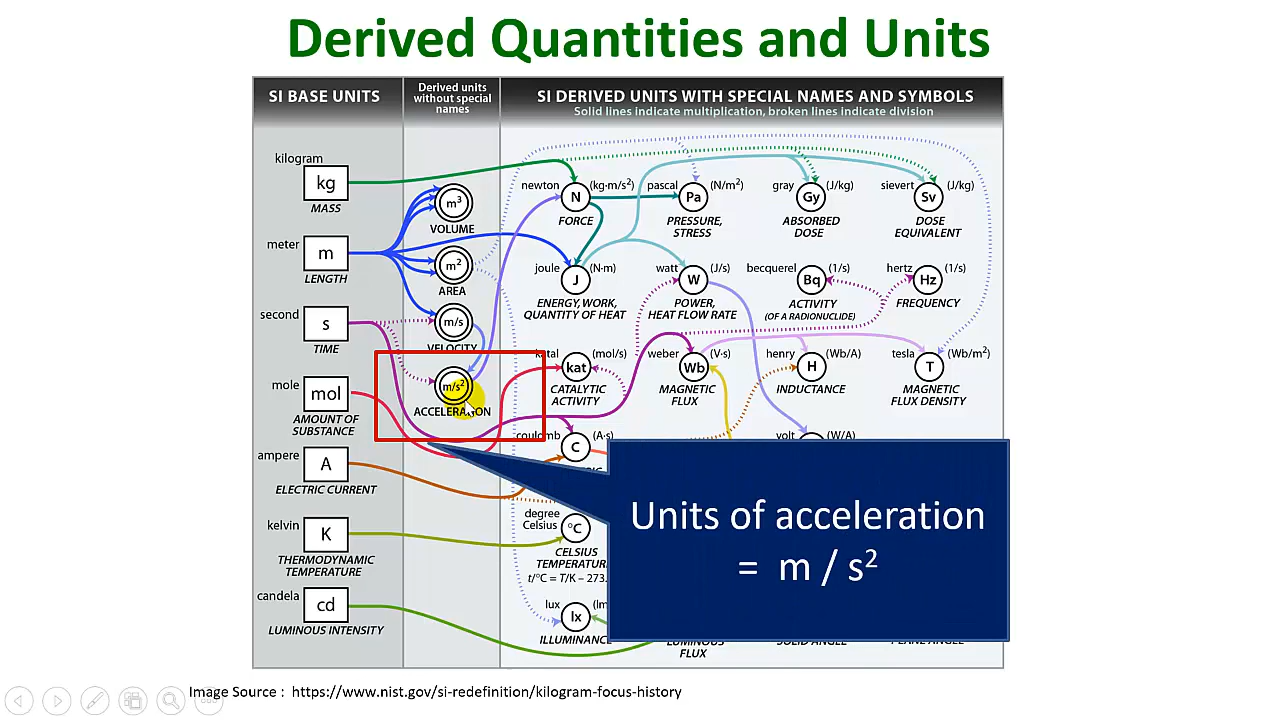 Derived Quantities and Units
SI BASE UNITS
Derived units
without special
names
SI DERIVED UNITS WITH SPECIAL NAMES AND SYMBOLS
Solid lines indicate multiplication, broken lines indicate division
kilogram
kg
MASS
meter
m
LENGTH
second
s
TIME
mole
mol
AMOUNT OF
SUBSTANCE
ampere
A
ELECTRIC CURRENT
kelvin
K
THERMODYNAMIC
TEMPERATURE
candela
cd
LUMINOUS INTENSITY
m³
VOLUME
m²
AREA
m/s
VELOCITY
m/s²
ACCELERATION
newton
N
(kg·m/s²)
FORCE
pascal
Pa
(N/m²)
PRESSURE,
STRESS
gray
Gy
(J/kg)
ABSORBED
DOSE
sievert
Sv
(J/kg)
DOSE
EQUIVALENT
joule
J
(N·m)
ENERGY, WORK,
QUANTITY OF HEAT
watt
W
(J/s)
POWER,
HEAT FLOW RATE
becquerel
Bq
(1/s)
ACTIVITY
(OF A RADIONUCLIDE)
hertz
Hz
(1/s)
FREQUENCY
katal
kat
(mol/s)
CATALYTIC
ACTIVITY
weber
Wb
(V·s)
MAGNETIC
FLUX
henry
H
(Wb/A)
INDUCTANCE
tesla
T
(Wb/m²)
MAGNETIC
FLUX DENSITY
coulomb
C
(A·s)
volt
(W/A)
degree
Celsius
°C
CELSIUS
TEMPERATURE
t/°C = T/K – 273.
lux
lx
(lm
ILLUMINANCE
LUMINOUS
FLUX
SOLID ANGLE
PLANE ANGLE
Units of acceleration
= m / s²
Image Source : https://www.nist.gov/si-redefinition/kilogram-focus-history